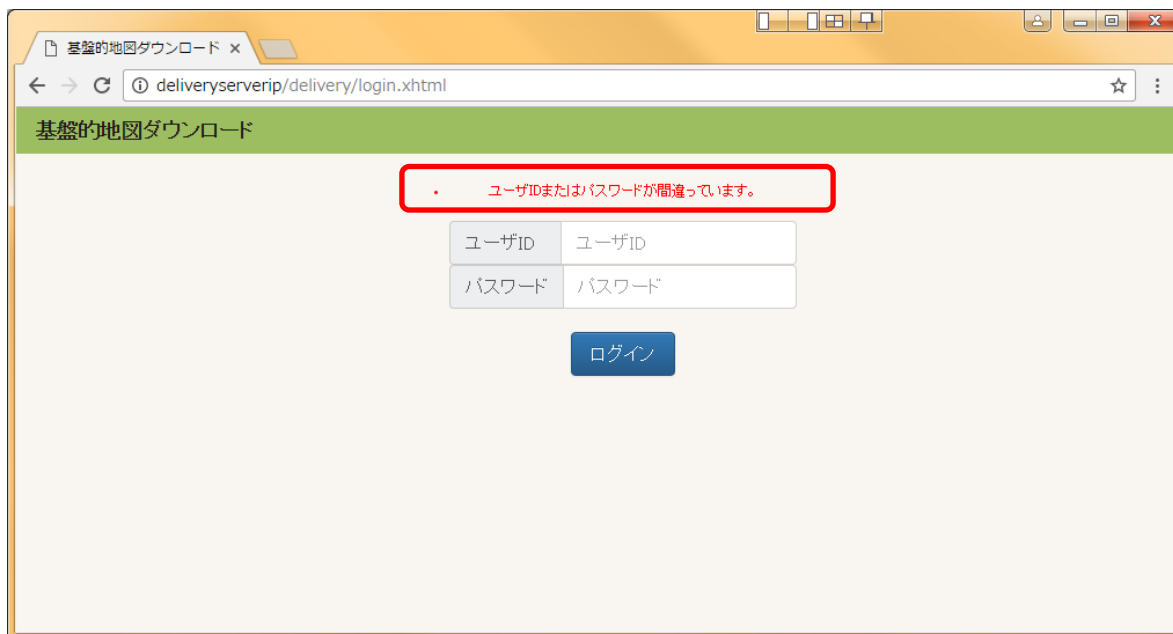 基盤的地図ダウンロード
deliveryserverip/delivery/login.xhtml
基盤的地図ダウンロード
・ ユーザIDまたはパスワードが間違っています。
ユーザID ユーザID
パスワード パスワード
ログイン